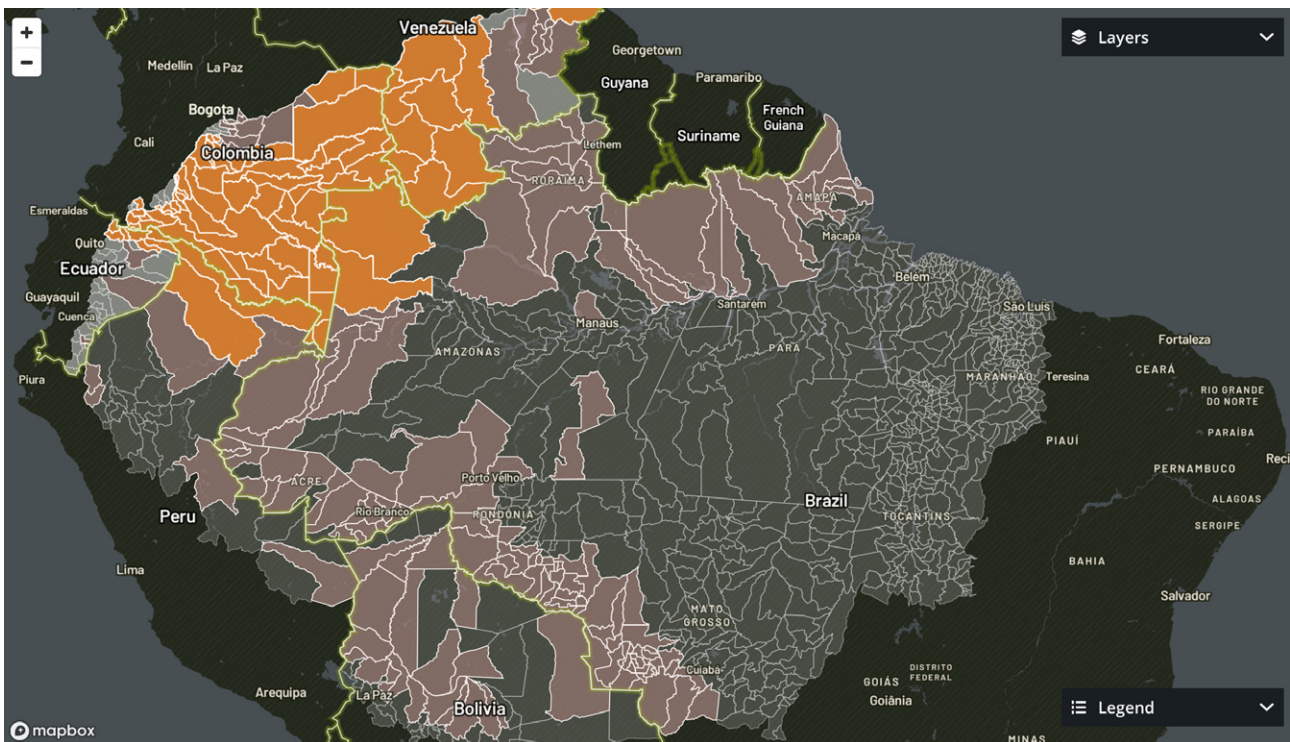 +
−
Venezuela
Layers
Georgetown
Medellín
La Paz
Guyana
Paramaribo
Bogota
French
Guiana
Cali
Suriname
Colombia
Lethem
RORAIMA
AMAPÁ
Esmeraldas
Macapá
Quito
Ecuador
Belém
Guayaquil
Santarém
São Luís
Cuenca
Manaus
Fortaleza
AMAZONAS
PARÁ
CEARÁ
Piura
MARANHÃO
Teresina
RIO GRANDE
DO NORTE
PIAUÍ
PARAÍBA
Reci
PERNAMBUCO
Porto Velho
ACRE
Brazil
ALAGOAS
Peru
Rio Branco
RONDÔNIA
TOCANTINS
SERGIPE
Lima
BAHIA
Salvador
MATO
GROSSO
Cuiabá
DISTRITO
FEDERAL
GOIÁS
Goiânia
Arequipa
La Paz
Bolivia
Legend
mapbox
MINAS